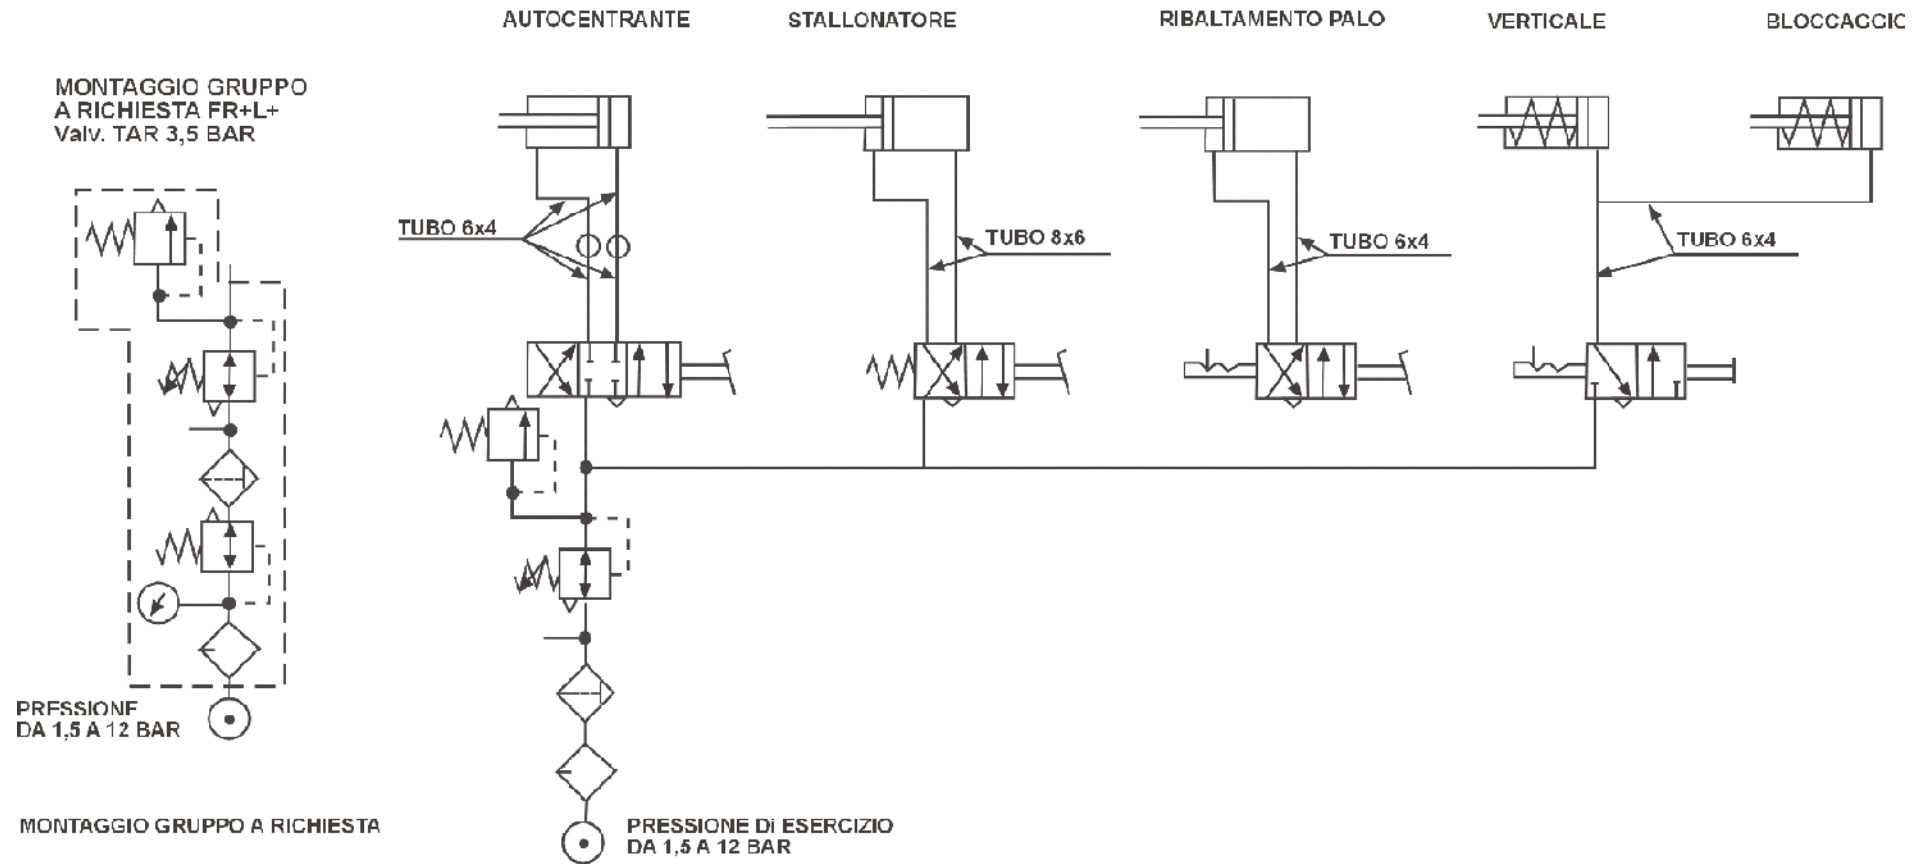 AUTOCENTRANTE
STALLONATORE
RIBALTAMENTO PALO
VERTICALE
BLOCCAGGIO
MONTAGGIO GRUPPO
A RICHIESTA FR+L+
Valv. TAR 3,5 BAR
TUBO 6x4
TUBO 8x6
TUBO 6x4
TUBO 6x4
PRESSIONE
DA 1,5 A 12 BAR
MONTAGGIO GRUPPO A RICHIESTA
PRESSIONE Di ESERCIZIO
DA 1,5 A 12 BAR